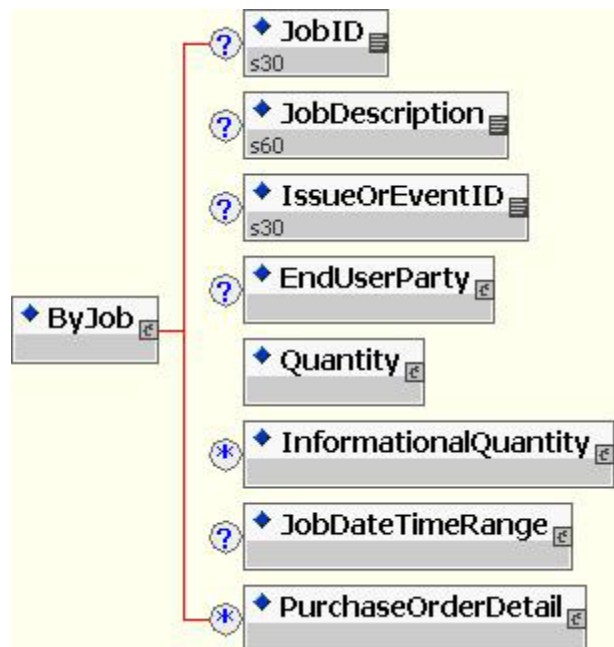 ? JobID
s30
? JobDescription
s60
? IssueOrEventID
s30
? EndUserParty
ByJob
Quantity
* InformationalQuantity
? JobDateTimeRange
* PurchaseOrderDetail